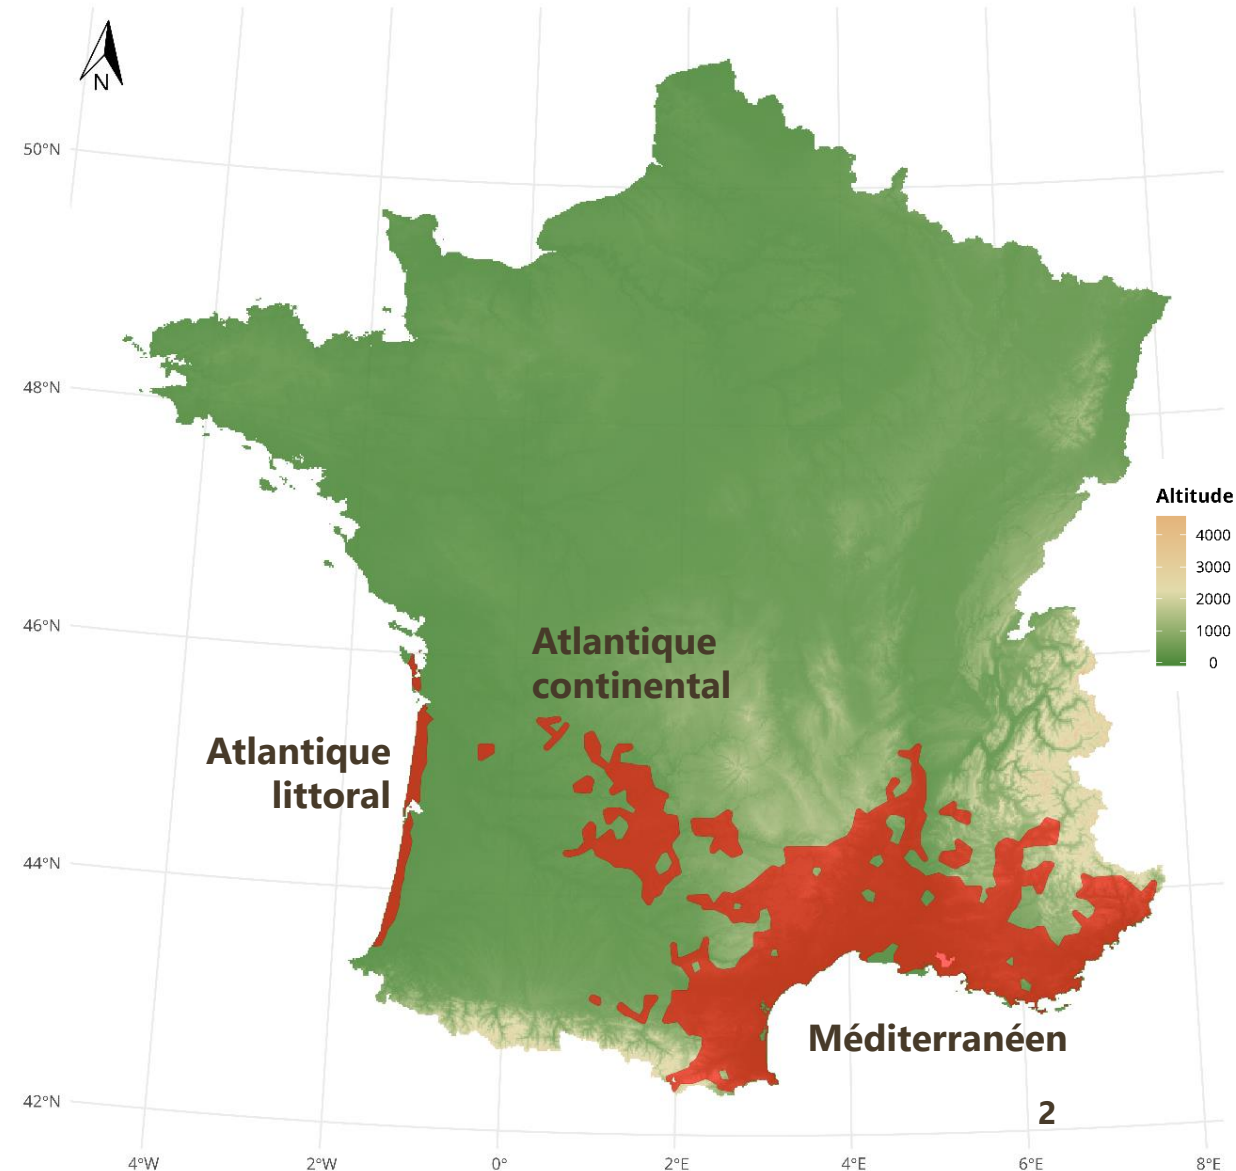 N
50°N
48°N
Altitude
4000
3000
2000
1000
0
46°N
Atlantique
continental
Atlantique
littoral
44°N
Méditerranéen
42°N
2
4°W
2°W
0°
2°E
4°E
6°E
8°E